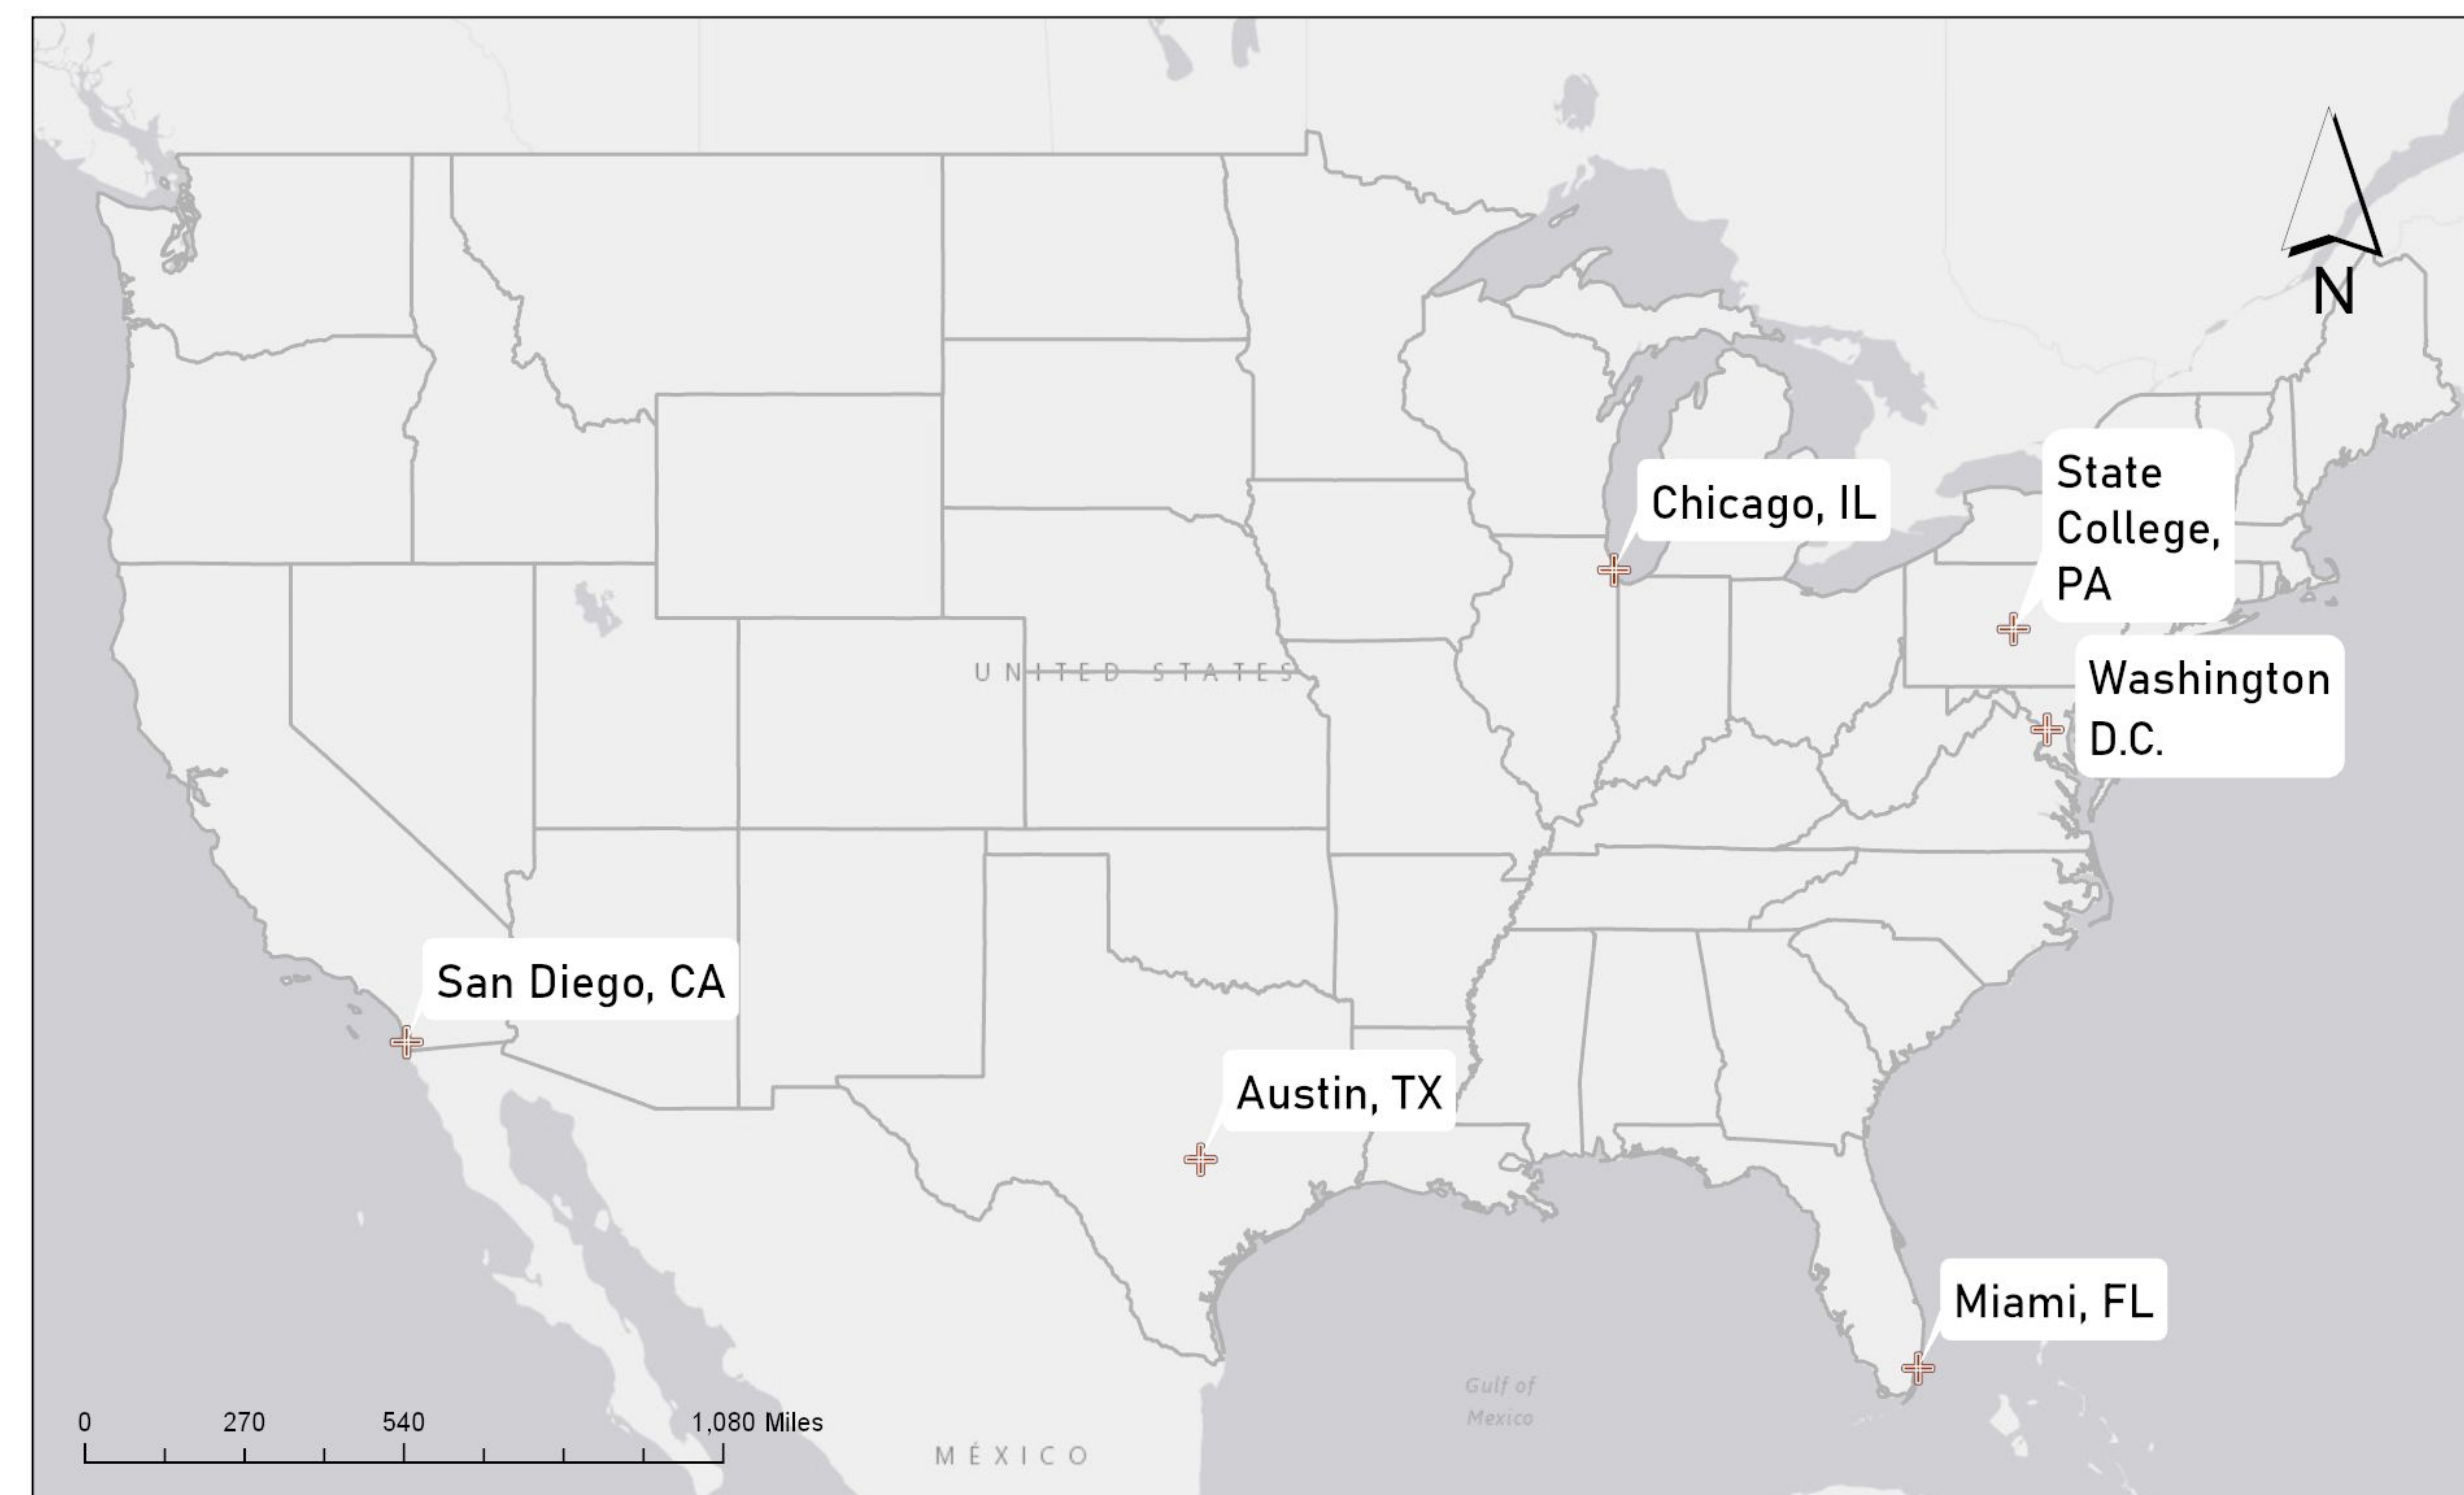 N
State
College,
PA
Chicago, IL
Washington
D.C.
UNITED STATES
San Diego, CA
Austin, TX
Miami, FL
Gulf of
Mexico
0 270 540 1,080 Miles
MÉXICO